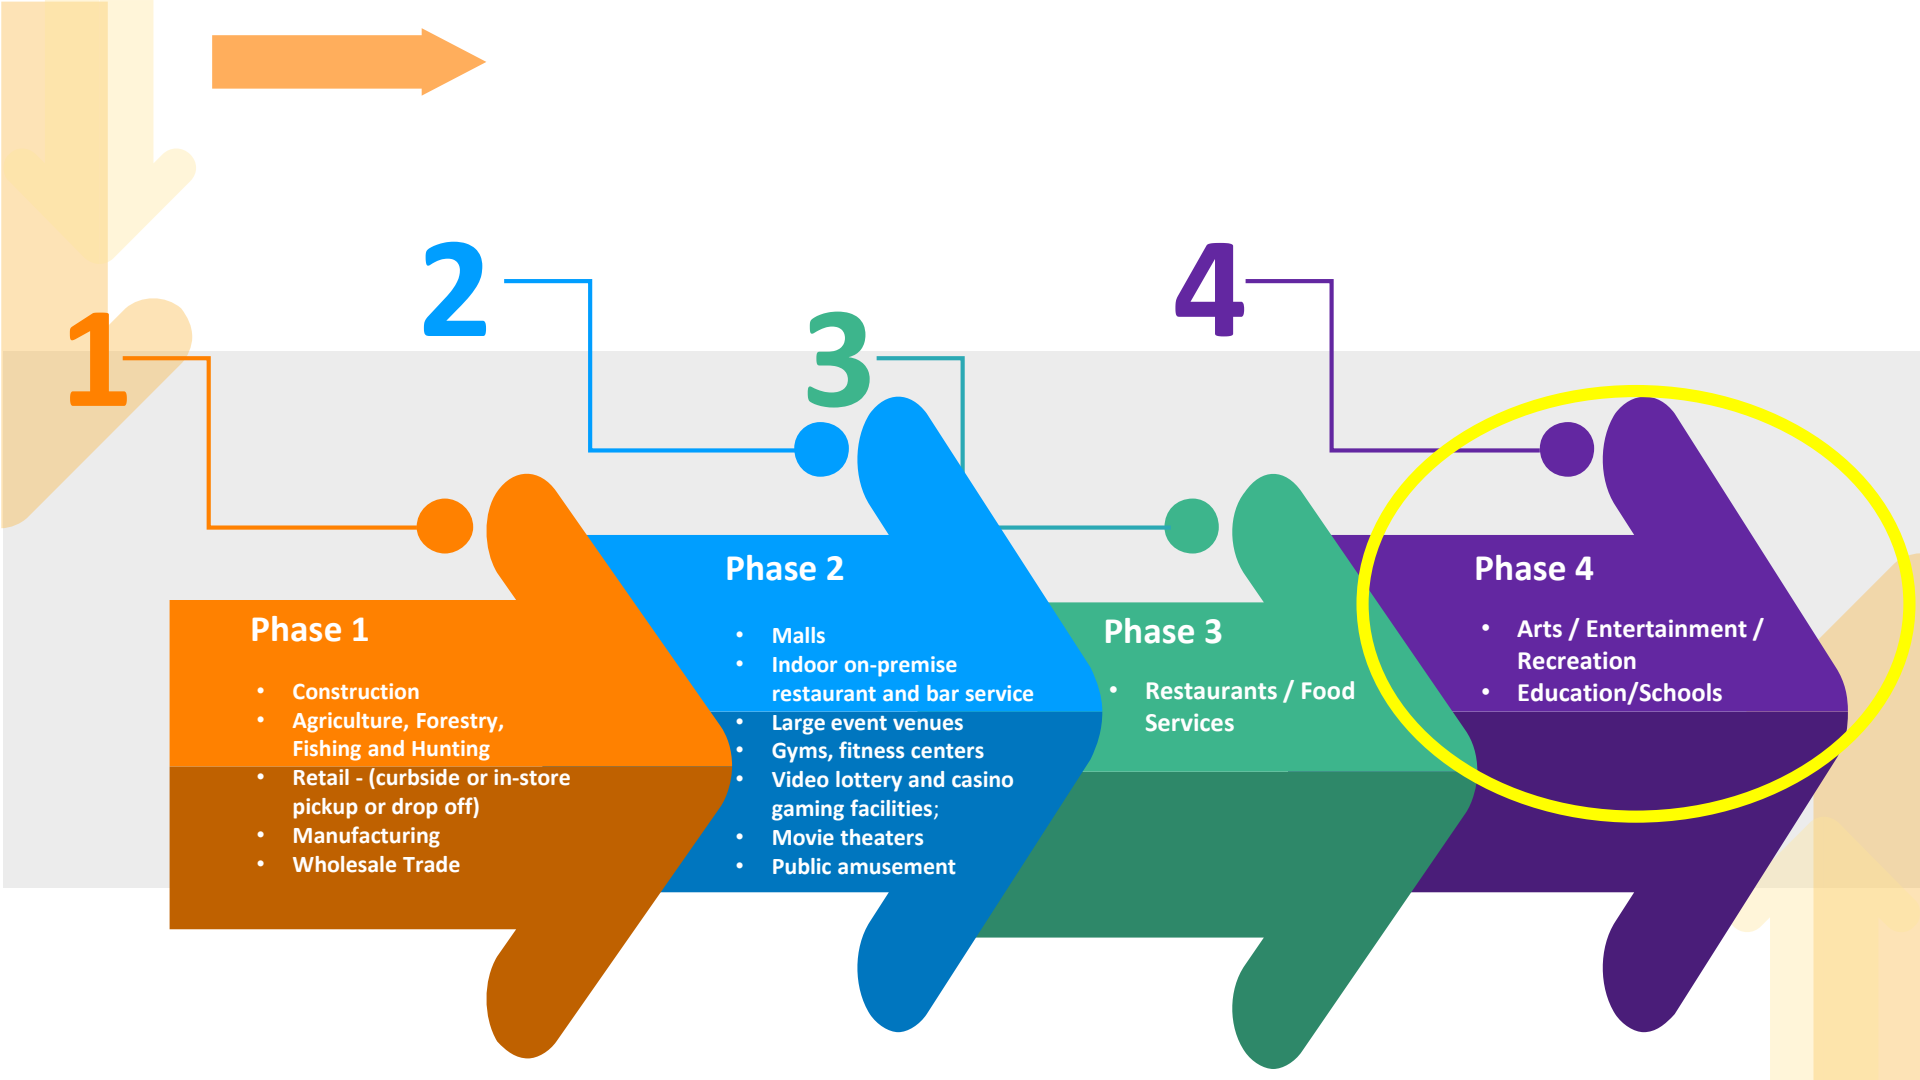 1
2
3
4
Phase 1
• Construction
• Agriculture, Forestry,
Fishing and Hunting
• Retail - (curbside or in-store
pickup or drop off)
• Manufacturing
• Wholesale Trade
Phase 2
• Malls
• Indoor on-premise
restaurant and bar service
• Large event venues
• Gyms, fitness centers
• Video lottery and casino
gaming facilities;
• Movie theaters
• Public amusement
Phase 3
• Restaurants / Food
Services
Phase 4
• Arts / Entertainment /
Recreation
• Education/Schools